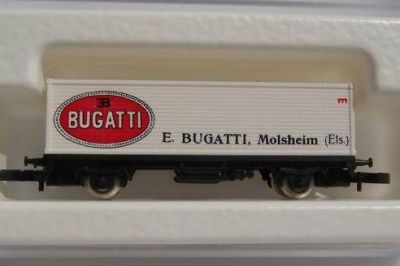 EB
BUGATTI
E. BUGATTI, Molsheim (Els.)
E